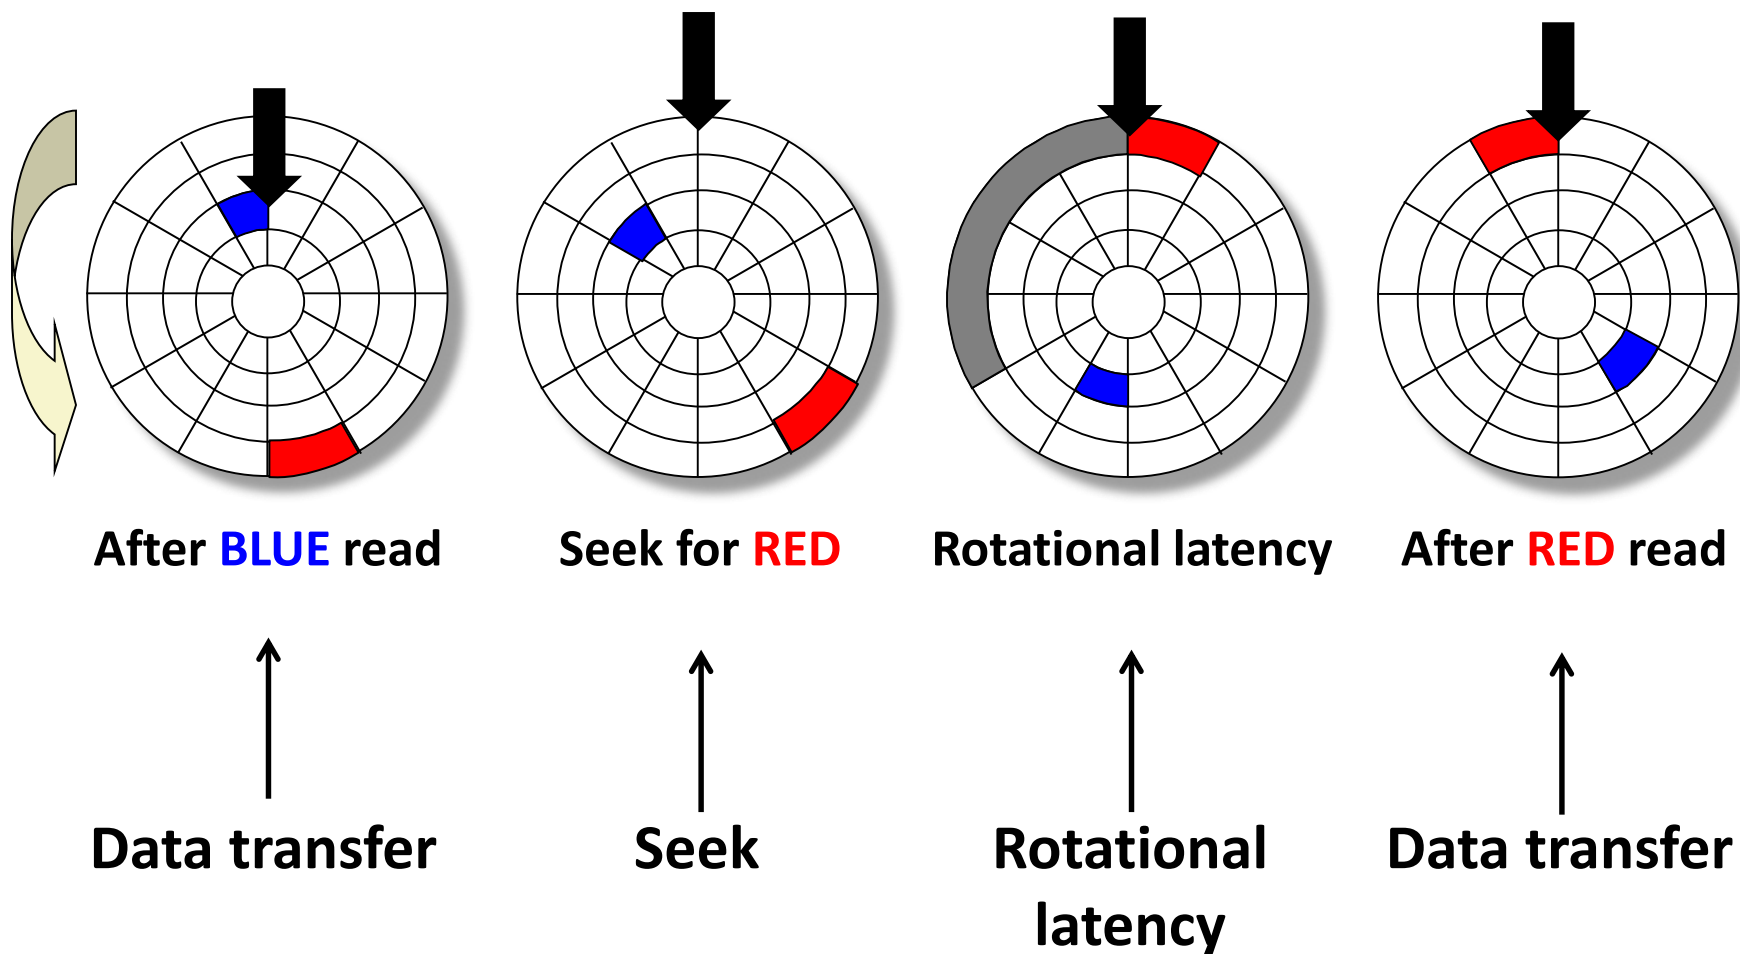 After BLUE read
Seek for RED
Rotational latency
After RED read
Data transfer
Seek
Rotational
latency
Data transfer